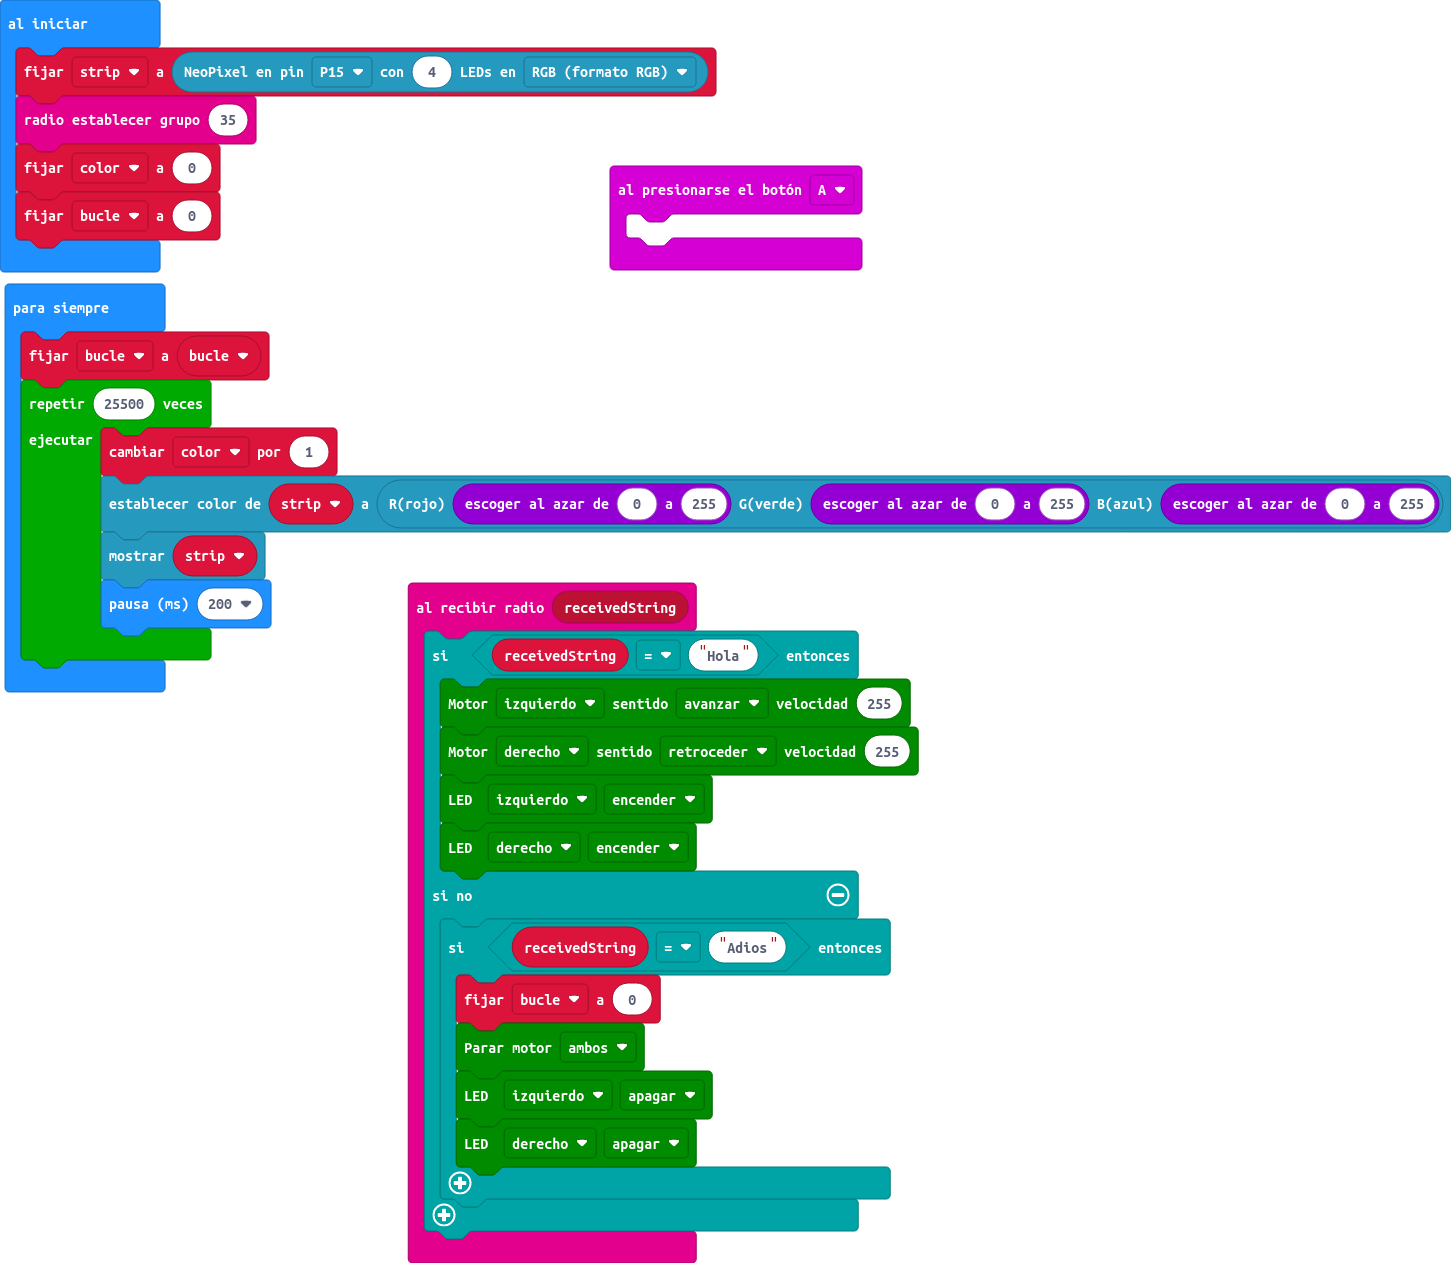 al iniciar
fijar strip a NeoPixel en pin P15 con 4 LEDs en RGB (formato RGB)
radio establecer grupo 35
fijar color a 0
fijar bucle a 0
al presionarse el botón A
para siempre
fijar bucle a bucle
repetir 25500 veces
ejecutar
cambiar color por 1
establecer color de strip a R(rojo) escoger al azar de 0 a 255 G(verde) escoger al azar de 0 a 255 B(azul) escoger al azar de 0 a 255
mostrar strip
pausa (ms) 200
al recibir radio receivedString
si receivedString = "Hola" entonces
Motor izquierdo sentido avanzar velocidad 255
Motor derecho sentido retroceder velocidad 255
LED izquierdo encender
LED derecho encender
si no
si receivedString = "Adios" entonces
fijar bucle a 0
Parar motor ambos
LED izquierdo apagar
LED derecho apagar